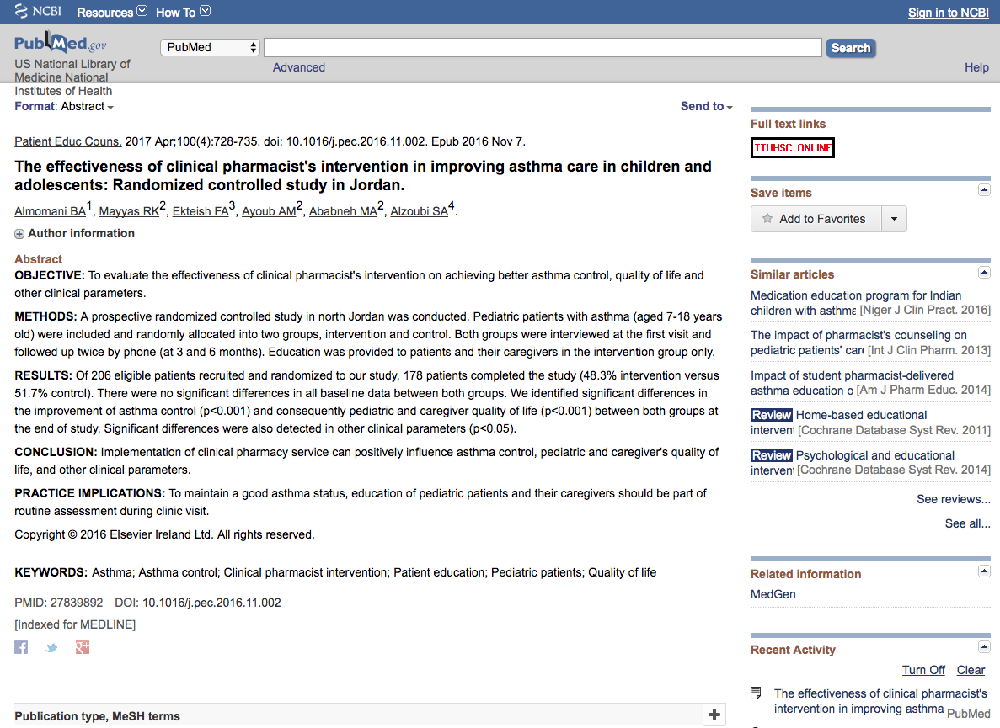 NCBI Resources How To Sign in to NCBI
PubMed.gov
US National Library of
Medicine National
Institutes of Health
PubMed Search
Advanced Help
Format: Abstract Send to
Patient Educ Couns. 2017 Apr;100(4):728-735. doi: 10.1016/j.pec.2016.11.002. Epub 2016 Nov 7.
The effectiveness of clinical pharmacist's intervention in improving asthma care in children and
adolescents: Randomized controlled study in Jordan.
Almomani BA1, Mayyas RK2, Ekteish FA3, Ayoub AM2, Ababneh MA2, Alzoubi SA4.
Author information
Abstract
OBJECTIVE: To evaluate the effectiveness of clinical pharmacist's intervention on achieving better asthma control, quality of life and
other clinical parameters.
METHODS: A prospective randomized controlled study in north Jordan was conducted. Pediatric patients with asthma (aged 7-18 years
old) were included and randomly allocated into two groups, intervention and control. Both groups were interviewed at the first visit and
followed up twice by phone (at 3 and 6 months). Education was provided to patients and their caregivers in the intervention group only.
RESULTS: Of 206 eligible patients recruited and randomized to our study, 178 patients completed the study (48.3% intervention versus
51.7% control). There were no significant differences in all baseline data between both groups. We identified significant differences in
the improvement of asthma control (p<0.001) and consequently pediatric and caregiver quality of life (p<0.001) between both groups at
the end of study. Significant differences were also detected in other clinical parameters (p<0.05).
CONCLUSION: Implementation of clinical pharmacy service can positively influence asthma control, pediatric and caregiver's quality of
life, and other clinical parameters.
PRACTICE IMPLICATIONS: To maintain a good asthma status, education of pediatric patients and their caregivers should be part of
routine assessment during clinic visit.
Copyright © 2016 Elsevier Ireland Ltd. All rights reserved.
KEYWORDS: Asthma; Asthma control; Clinical pharmacist intervention; Patient education; Pediatric patients; Quality of life
PMID: 27839892 DOI: 10.1016/j.pec.2016.11.002
[Indexed for MEDLINE]
Publication type, MeSH terms
Full text links
TTUHSC ONLINE
Save items
Add to Favorites
Similar articles
Medication education program for Indian
children with asthma [Niger J Clin Pract. 2016]
The impact of pharmacist's counseling on
pediatric patients' care [Int J Clin Pharm. 2013]
Impact of student pharmacist-delivered
asthma education o [Am J Pharm Educ. 2014]
Review Home-based educational
intervent [Cochrane Database Syst Rev. 2011]
Review Psychological and educational
interven [Cochrane Database Syst Rev. 2014]
See reviews...
See all...
Related information
MedGen
Recent Activity
Turn Off Clear
The effectiveness of clinical pharmacist's
intervention in improving asthma PubMed